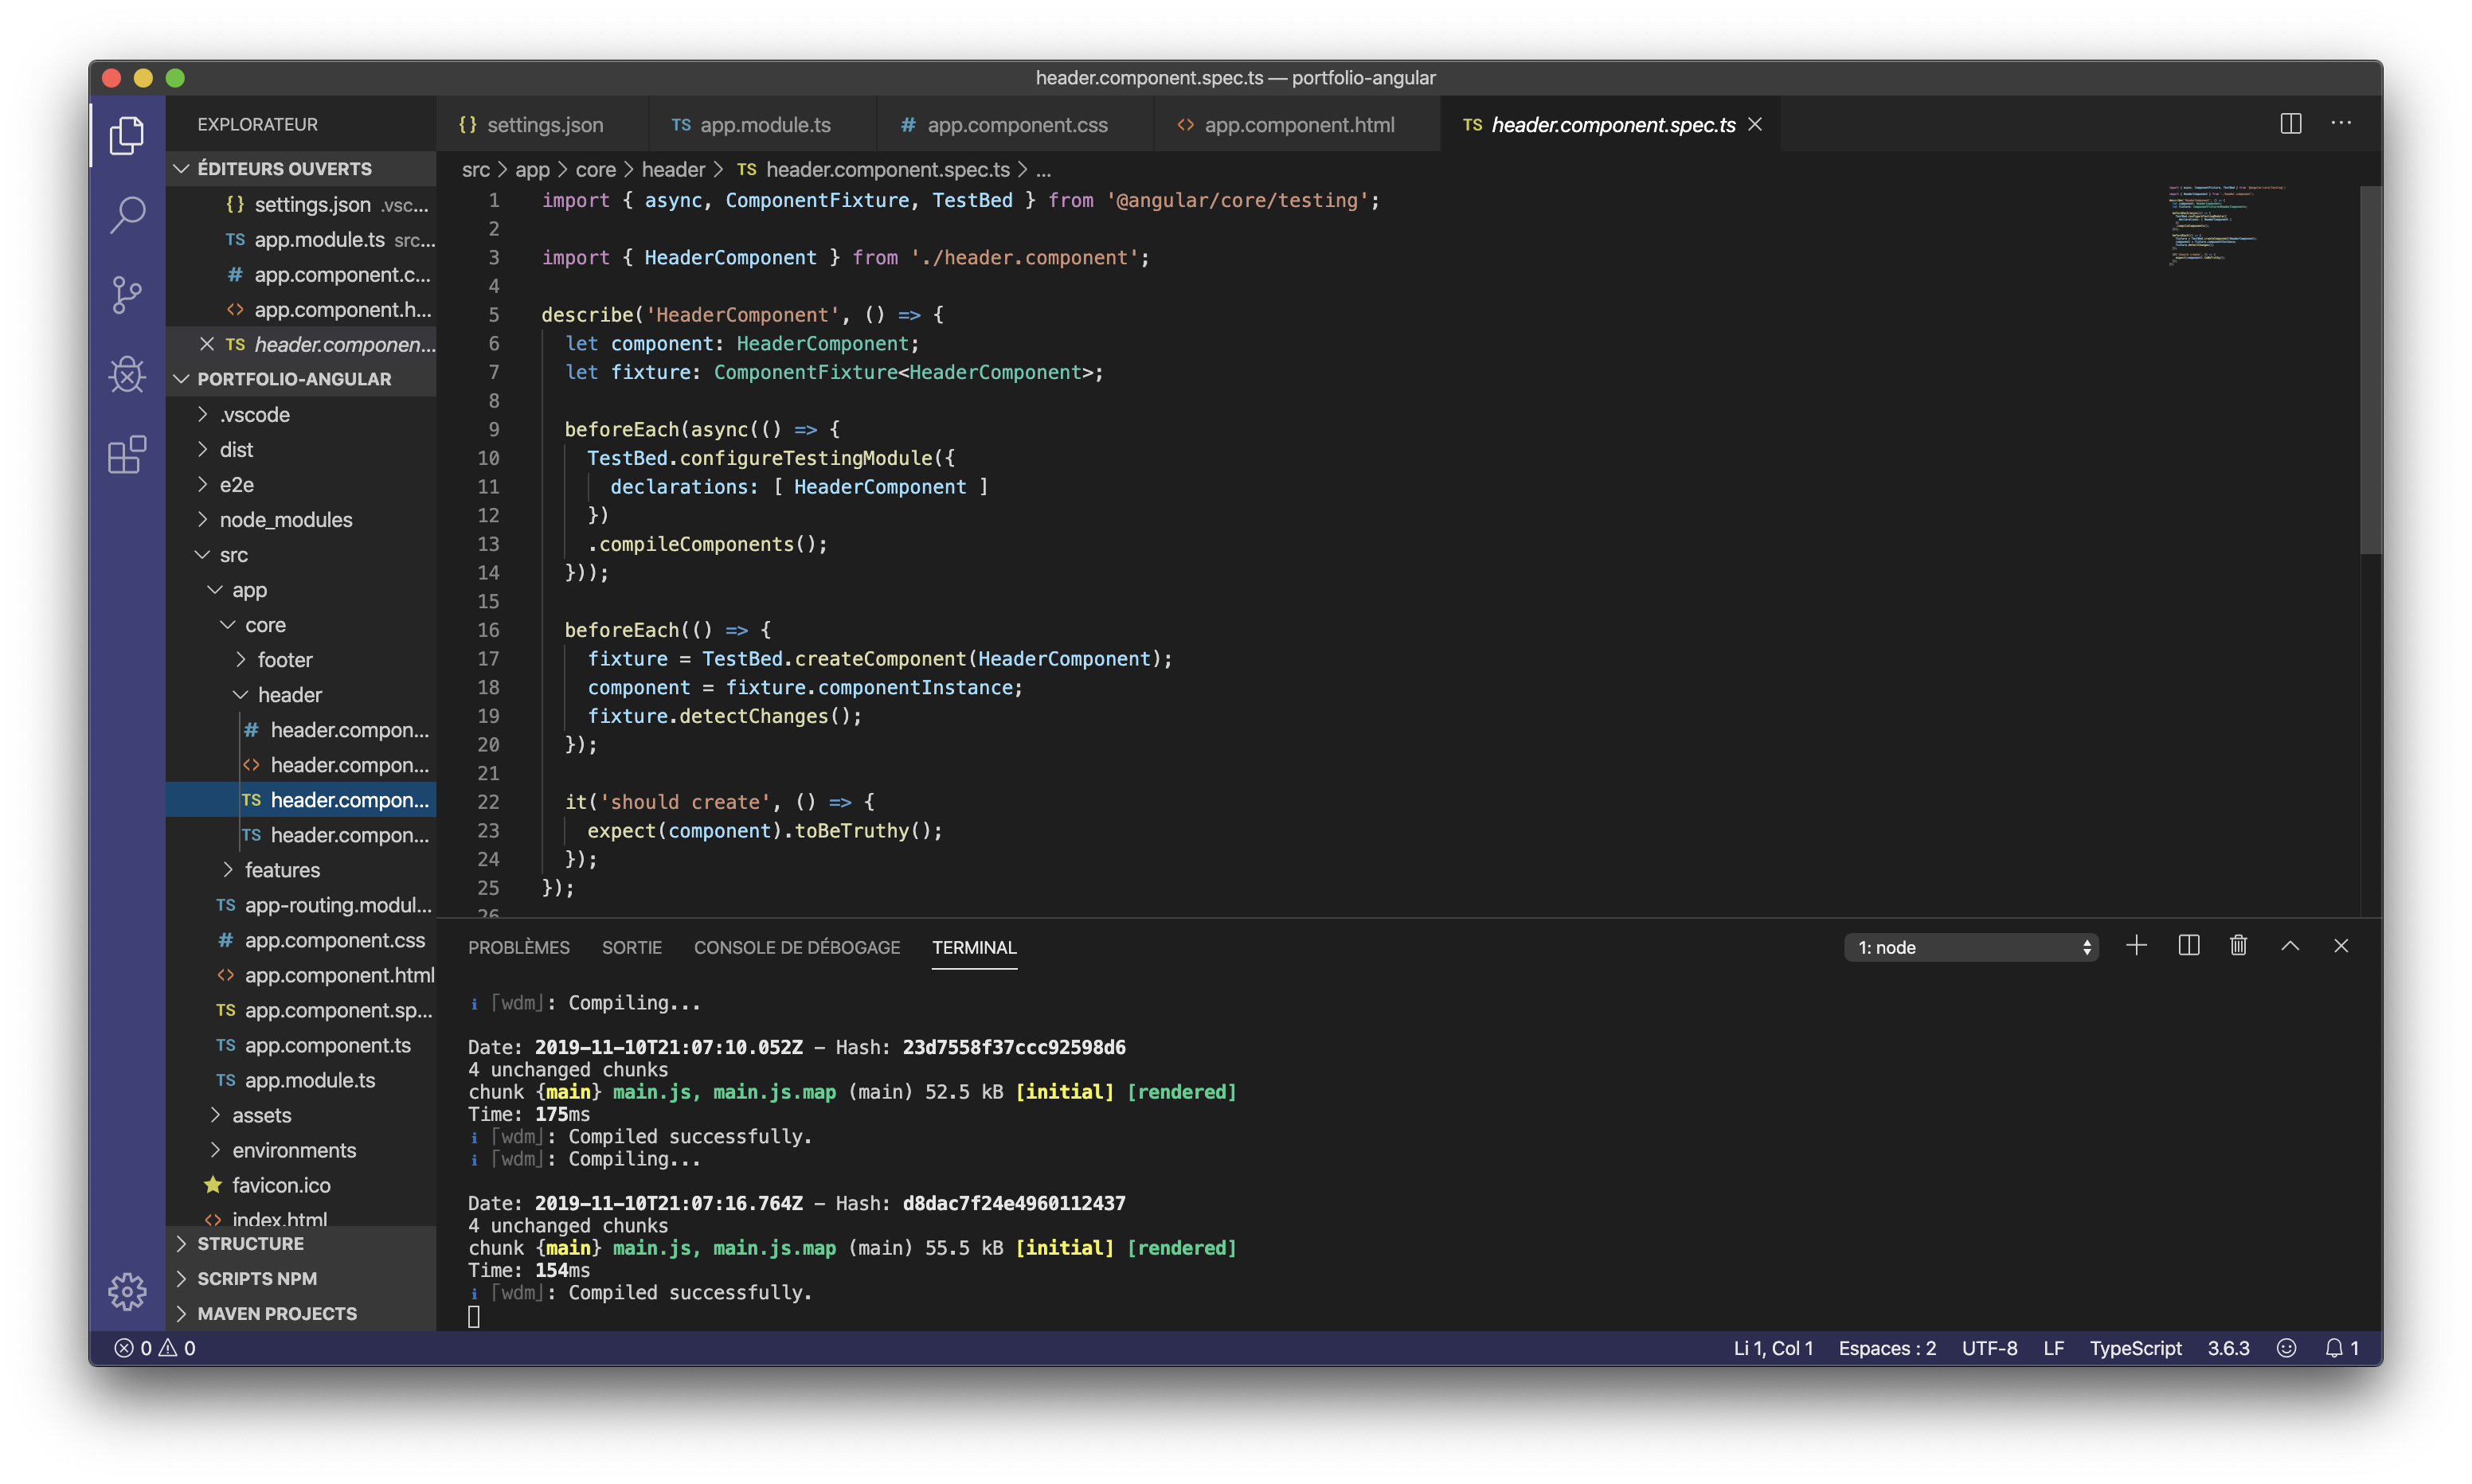 header.component.spec.ts — portfolio-angular
EXPLORATEUR
ÉDITEURS OUVERTS
{} settings.json .vsc...
TS app.module.ts src...
# app.component.c...
<> app.component.h...
TS header.componen...
PORTFOLIO-ANGULAR
.vscode
dist
e2e
node_modules
src
app
core
footer
header
# header.compon...
<> header.compon...
TS header.compon...
TS header.compon...
features
TS app-routing.modul...
# app.component.css
<> app.component.html
TS app.component.sp...
TS app.component.ts
TS app.module.ts
assets
environments
favicon.ico
<> index.html
STRUCTURE
SCRIPTS NPM
MAVEN PROJECTS
{} settings.json TS app.module.ts # app.component.css <> app.component.html TS header.component.spec.ts
src > app > core > header > TS header.component.spec.ts > ...
1 import { async, ComponentFixture, TestBed } from '@angular/core/testing';
2
3 import { HeaderComponent } from './header.component';
4
5 describe('HeaderComponent', () => {
6 let component: HeaderComponent;
7 let fixture: ComponentFixture<HeaderComponent>;
8
9 beforeEach(async(() => {
10 TestBed.configureTestingModule({
11 declarations: [ HeaderComponent ]
12 })
13 .compileComponents();
14 }));
15
16 beforeEach(() => {
17 fixture = TestBed.createComponent(HeaderComponent);
18 component = fixture.componentInstance;
19 fixture.detectChanges();
20 });
21
22 it('should create', () => {
23 expect(component).toBeTruthy();
24 });
25 });
26
PROBLÈMES SORTIE CONSOLE DE DÉBOGAGE TERMINAL 1: node
ℹ ｢wdm｣: Compiling...
Date: 2019-11-10T21:07:10.052Z - Hash: 23d7558f37ccc92598d6
4 unchanged chunks
chunk {main} main.js, main.js.map (main) 52.5 kB [initial] [rendered]
Time: 175ms
ℹ ｢wdm｣: Compiled successfully.
ℹ ｢wdm｣: Compiling...
Date: 2019-11-10T21:07:16.764Z - Hash: d8dac7f24e4960112437
4 unchanged chunks
chunk {main} main.js, main.js.map (main) 55.5 kB [initial] [rendered]
Time: 154ms
ℹ ｢wdm｣: Compiled successfully.
0 0 Li 1, Col 1 Espaces : 2 UTF-8 LF TypeScript 3.6.3 1